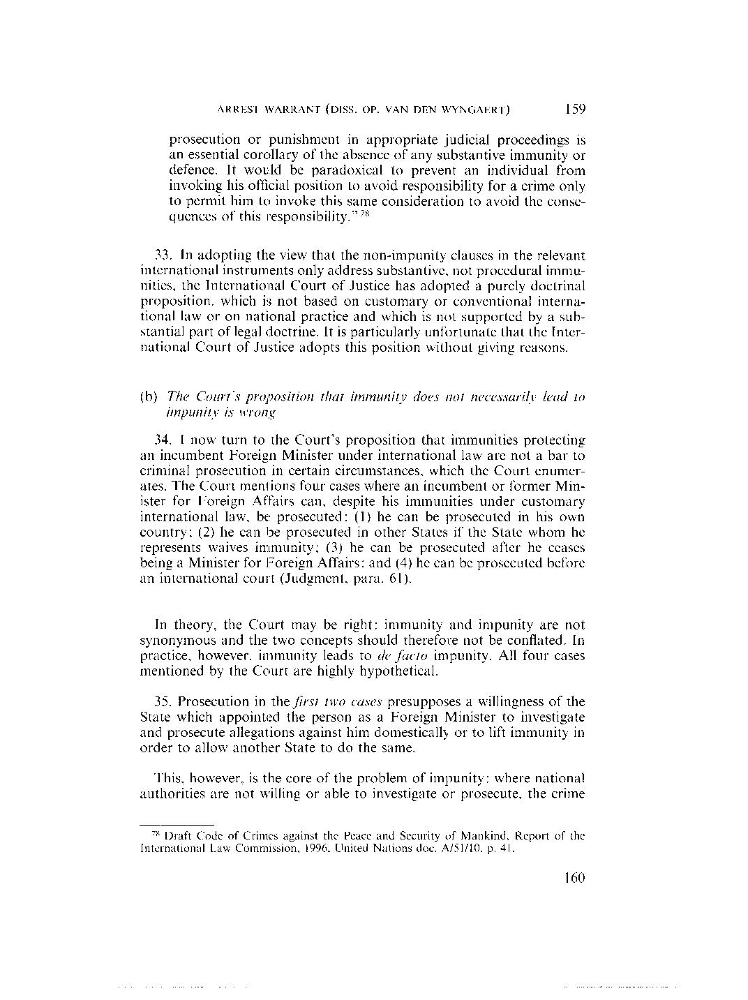 ARREST WARRANT (DISS. OP. VAN DEN WYNGAERT) 159
prosecution or punishment in appropriate judicial proceedings is
an essential corollary of the absence of any substantive immunity or
defence. It would be paradoxical to prevent an individual from
invoking his official position to avoid responsibility for a crime only
to permit him to invoke this same consideration to avoid the conse-
quences of this responsibility." 78
33. In adopting the view that the non-impunity clauses in the relevant
international instruments only address substantive, not procedural immu-
nities, the International Court of Justice has adopted a purely doctrinal
proposition, which is not based on customary or conventional interna-
tional law or on national practice and which is not supported by a sub-
stantial part of legal doctrine. It is particularly unfortunate that the Inter-
national Court of Justice adopts this position without giving reasons.
(b) The Court's proposition that immunity does not necessarily lead to
impunity is wrong
34. I now turn to the Court's proposition that immunities protecting
an incumbent Foreign Minister under international law are not a bar to
criminal prosecution in certain circumstances, which the Court enumer-
ates. The Court mentions four cases where an incumbent or former Min-
ister for Foreign Affairs can, despite his immunities under customary
international law, be prosecuted: (1) he can be prosecuted in his own
country; (2) he can be prosecuted in other States if the State whom he
represents waives immunity; (3) he can be prosecuted after he ceases
being a Minister for Foreign Affairs; and (4) he can be prosecuted before
an international court (Judgment, para. 61).
In theory, the Court may be right: immunity and impunity are not
synonymous and the two concepts should therefore not be conflated. In
practice, however, immunity leads to de facto impunity. All four cases
mentioned by the Court are highly hypothetical.
35. Prosecution in the first two cases presupposes a willingness of the
State which appointed the person as a Foreign Minister to investigate
and prosecute allegations against him domestically or to lift immunity in
order to allow another State to do the same.
This, however, is the core of the problem of impunity: where national
authorities are not willing or able to investigate or prosecute, the crime
78 Draft Code of Crimes against the Peace and Security of Mankind, Report of the
International Law Commission, 1996, United Nations doc. A/51/10, p. 41.
160